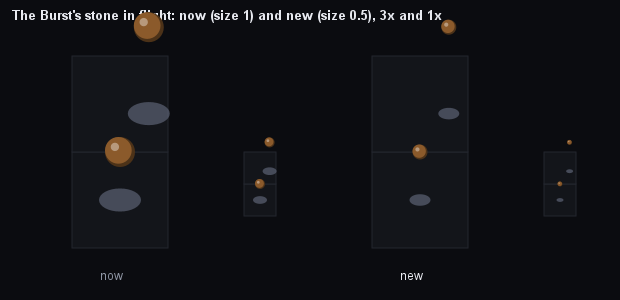 The Burst's stone in flight: now (size 1) and new (size 0.5), 3x and 1x
now
new